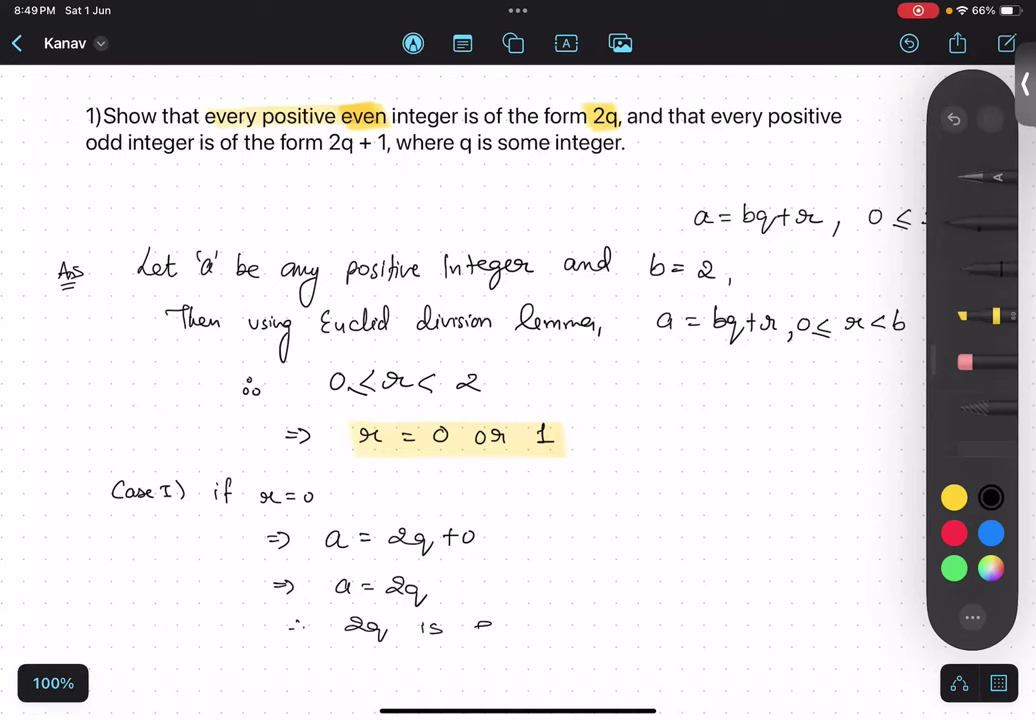 8:49 PM Sat 1 Jun
66%
Kanav
1)Show that every positive even integer is of the form 2q, and that every positive
odd integer is of the form 2q + 1, where q is some integer.
a = bq + r , 0 ≤
Ans Let 'a' be any positive Integer and b = 2,
Then using Euclid division lemma, a = bq + r, 0 ≤ r < b
∴ 0 ≤ r < 2
⇒ r = 0 or 1
Case I) if r = 0
⇒ a = 2q + 0
⇒ a = 2q
∴ 2q is
100%